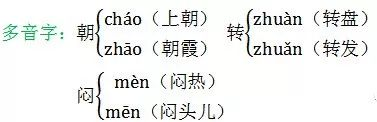 多音字：朝{cháo（上朝） zhāo（朝霞） 转{zhuàn（转盘） zhuǎn（转发）
闷{mèn（闷热） mēn（闷头儿）